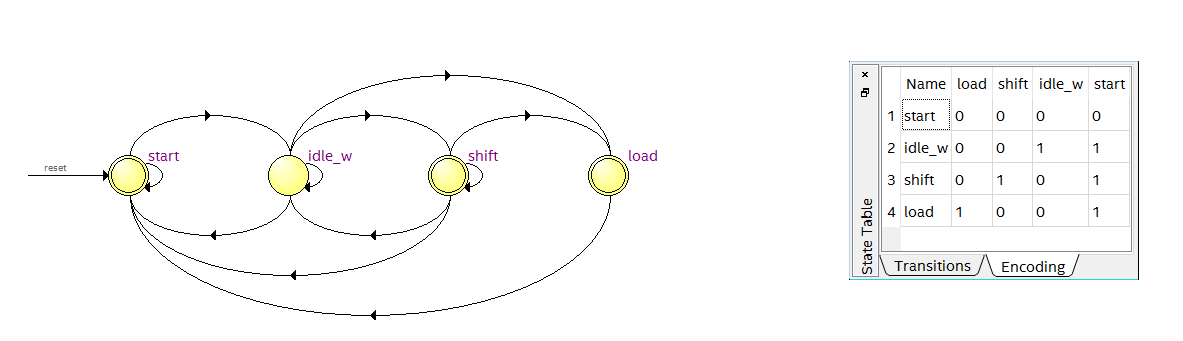 reset
start
idle_w
shift
load
Name load shift idle_w start
1 start 0 0 0 0
2 idle_w 0 0 1 1
3 shift 0 1 0 1
4 load 1 0 0 1
State Table
Transitions Encoding